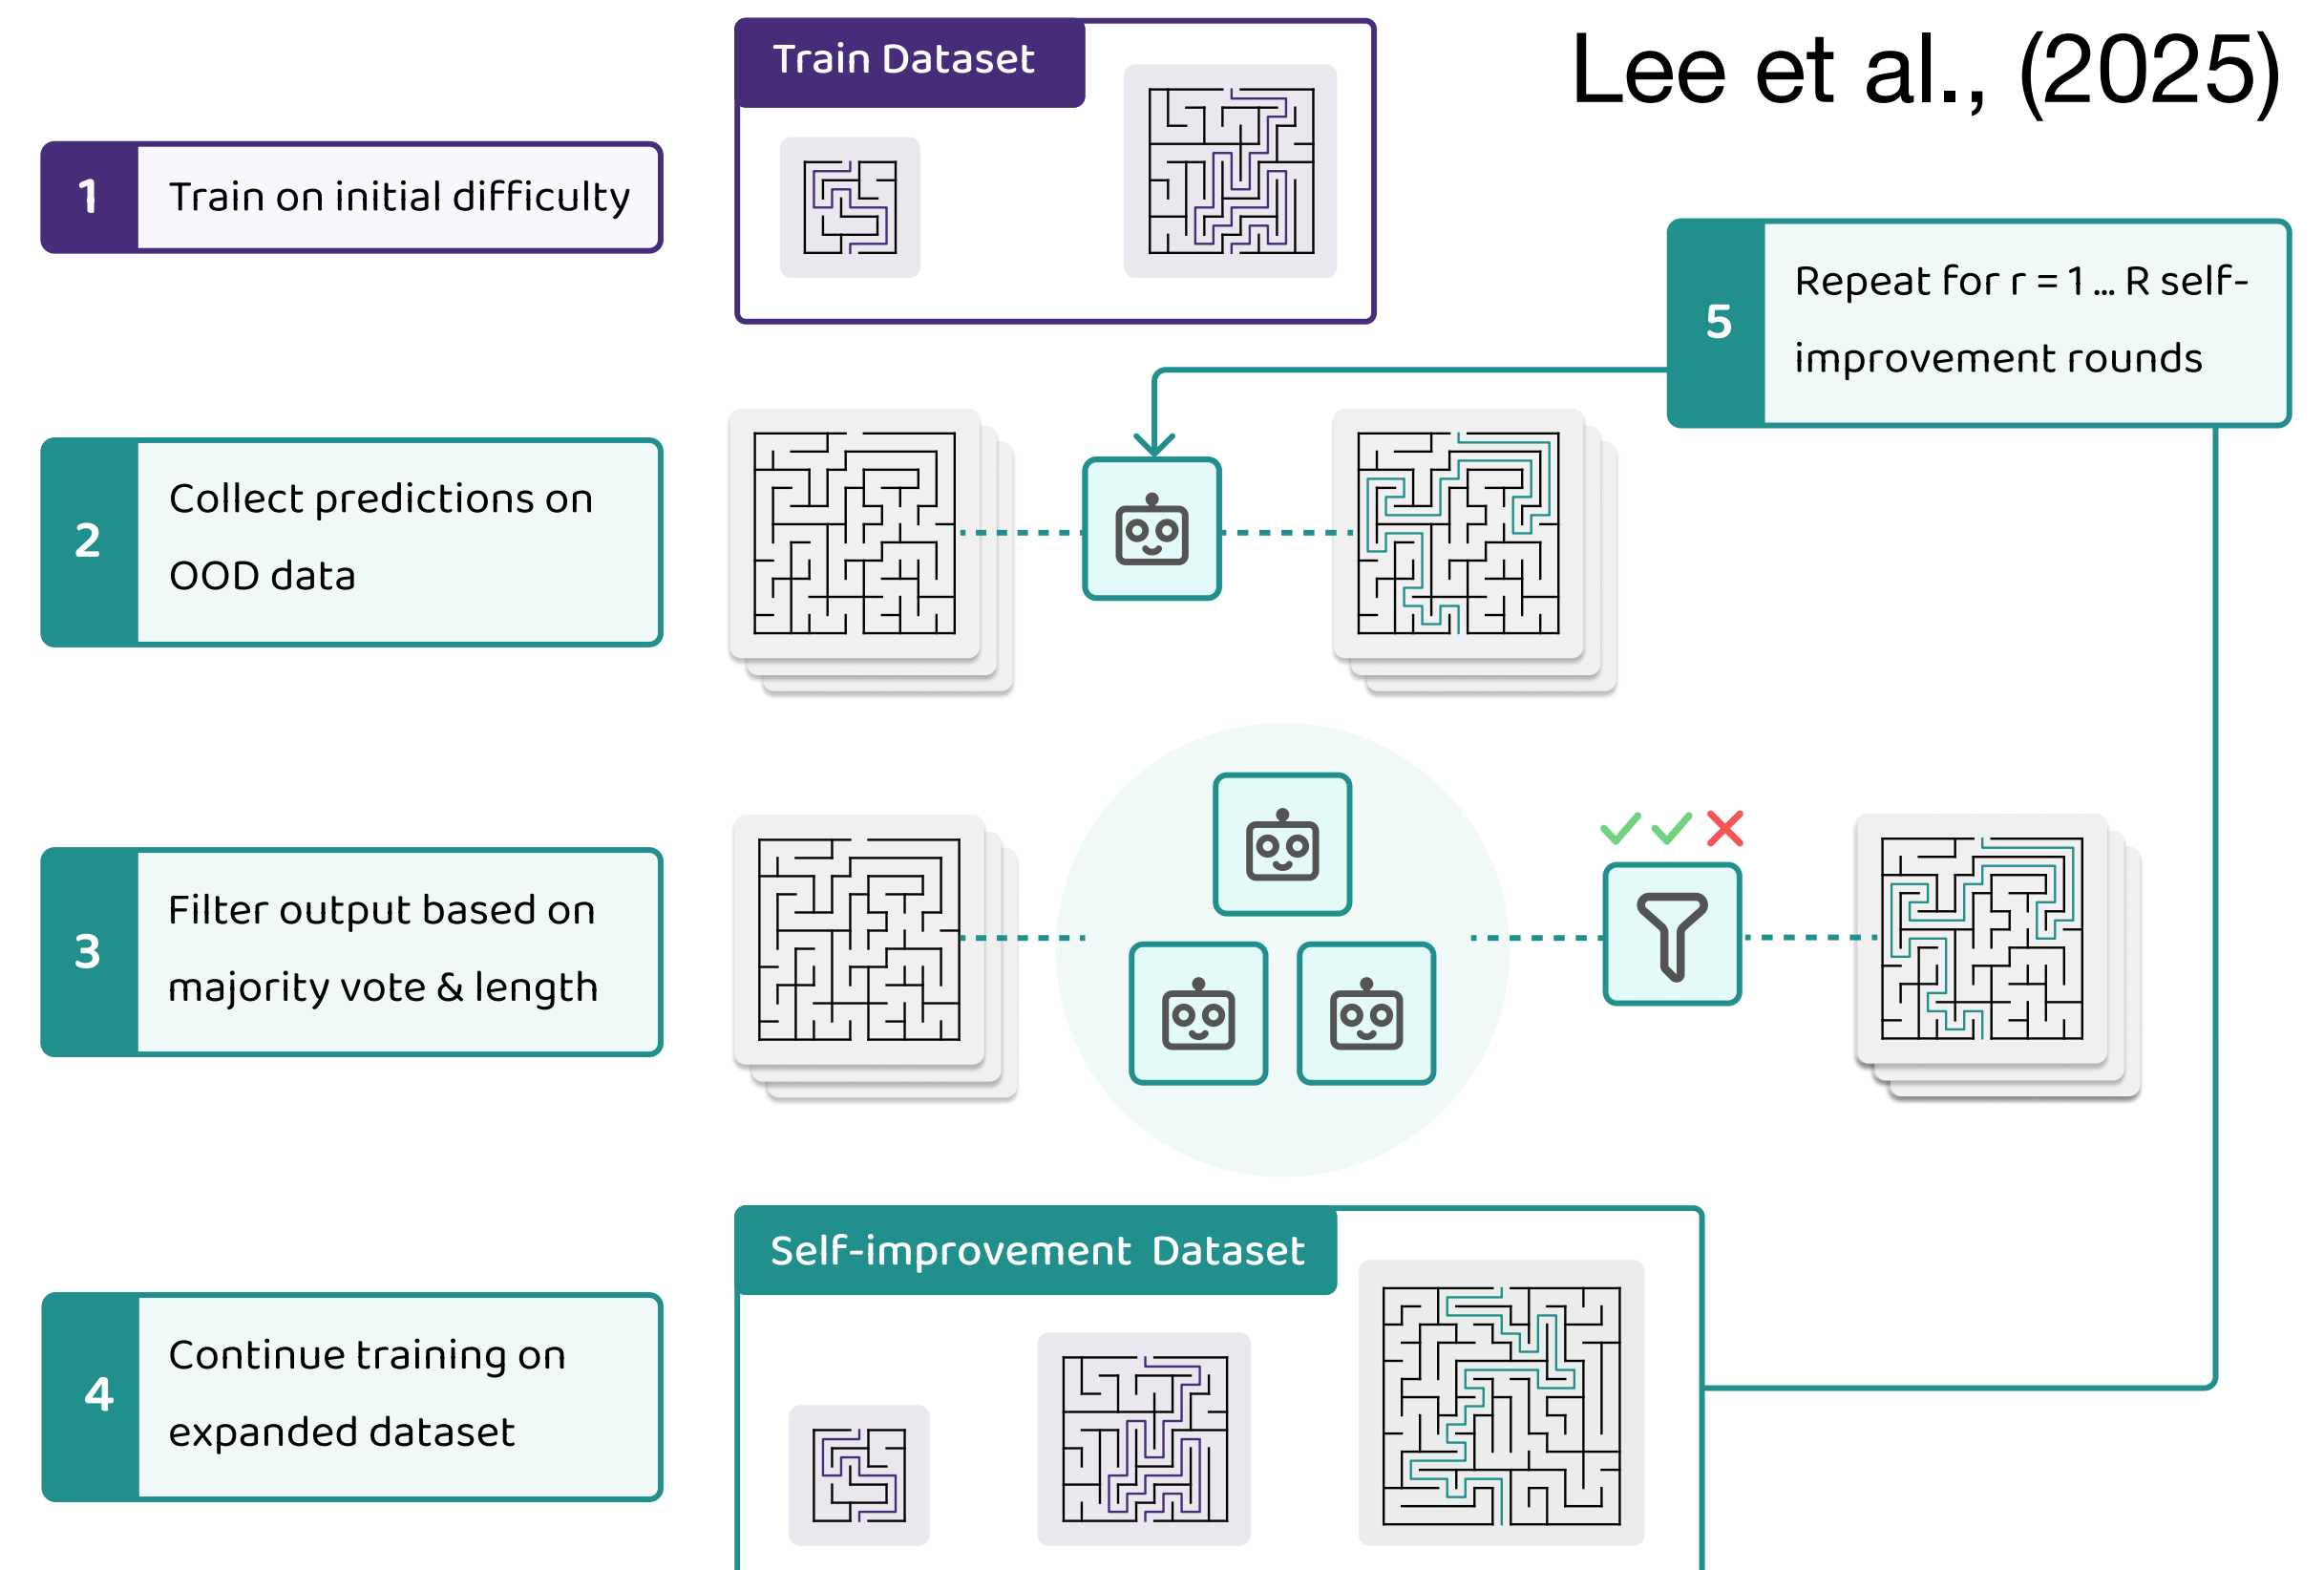 Lee et al., (2025)
Train Dataset
1
Train on initial difficulty
5
Repeat for r = 1 ... R self-
improvement rounds
2
Collect predictions on
OOD data
3
Filter output based on
majority vote & length
Self-improvement Dataset
4
Continue training on
expanded dataset